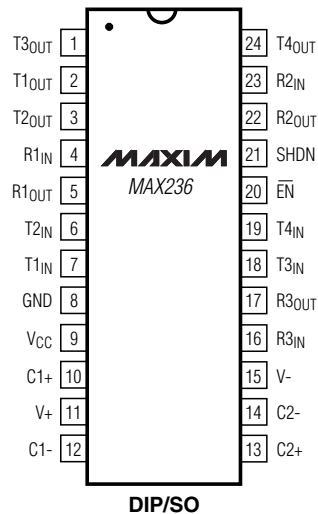 T3OUT 1 24 T4OUT
T1OUT 2 23 R2IN
T2OUT 3 22 R2OUT
R1IN 4 MAXIM 21 SHDN
R1OUT 5 MAX236 20 E̅N̅
T2IN 6 19 T4IN
T1IN 7 18 T3IN
GND 8 17 R3OUT
VCC 9 16 R3IN
C1+ 10 15 V-
V+ 11 14 C2-
C1- 12 13 C2+
DIP/SO